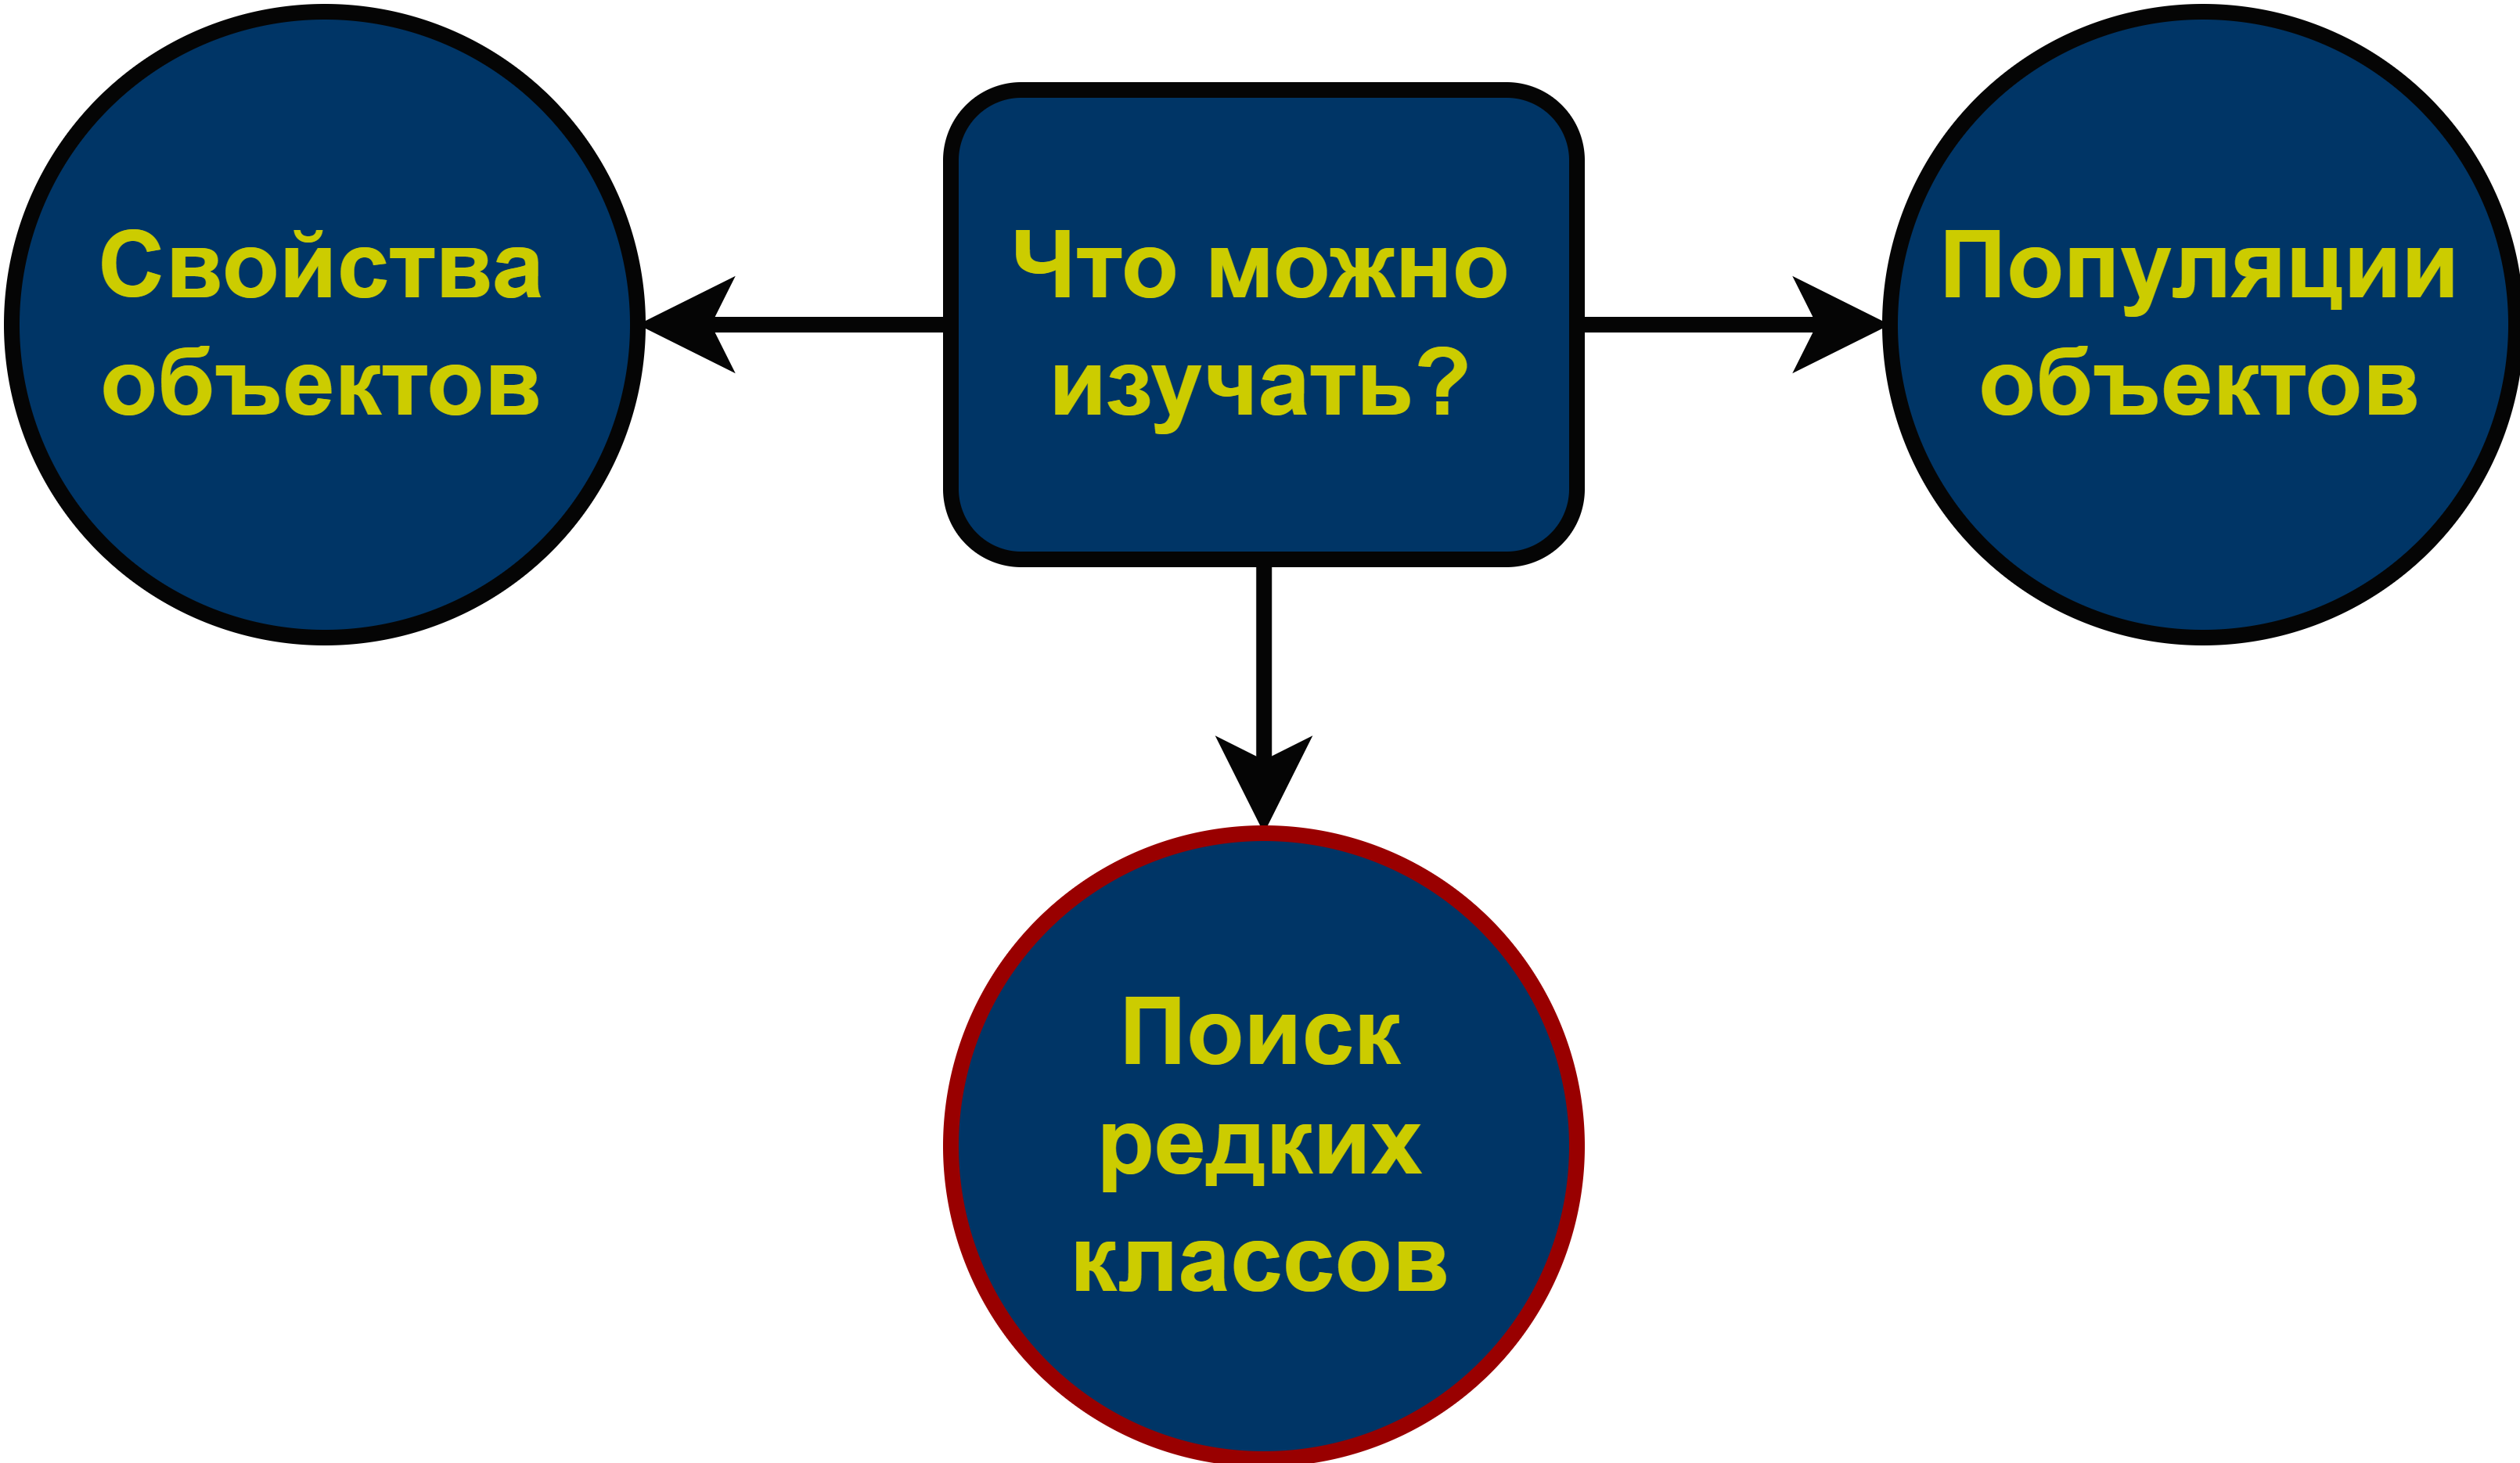 Свойства
объектов
Что можно
изучать?
Популяции
объектов
Поиск
редких
классов